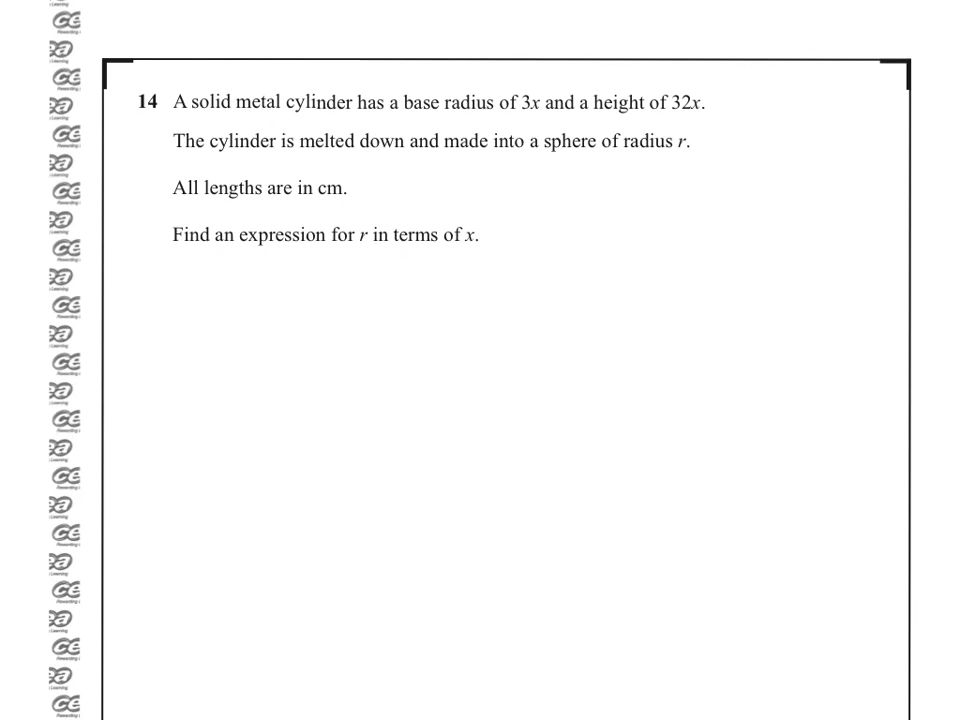 14 A solid metal cylinder has a base radius of 3x and a height of 32x.
The cylinder is melted down and made into a sphere of radius r.
All lengths are in cm.
Find an expression for r in terms of x.